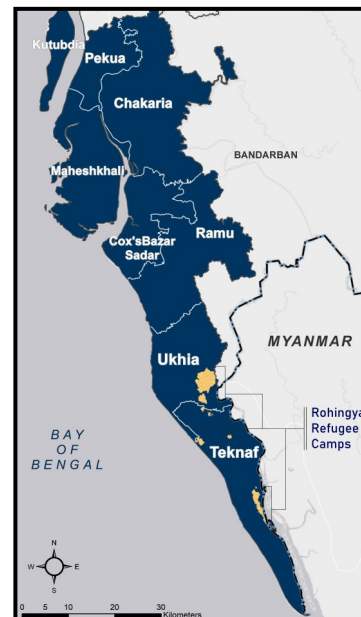 Kutubdia
Pekua
Chakaria
BANDARBAN
Maheshkhali
Ramu
Cox'sBazar
Sadar
MYANMAR
Ukhia
Rohingya
Refugee
Camps
BAY
OF
BENGAL
Teknaf
N
W E
S
0 5 10 20 30
Kilometers